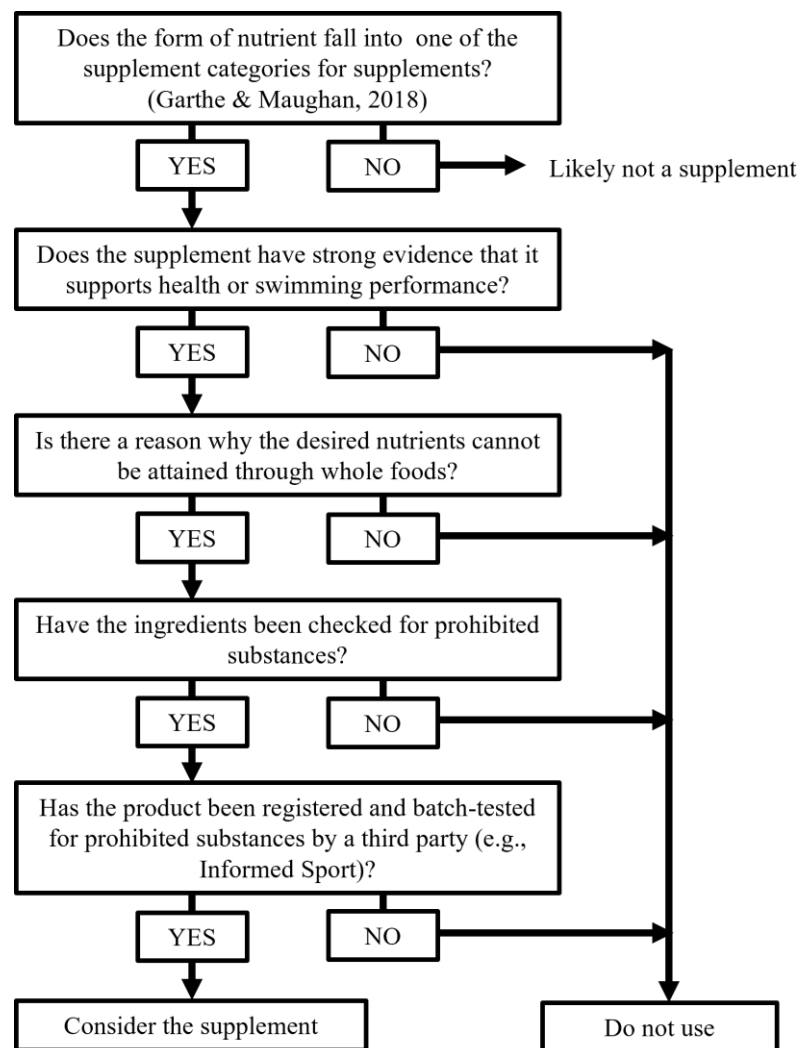 Does the form of nutrient fall into one of the
supplement categories for supplements?
(Garthe & Maughan, 2018)
YES
NO
Likely not a supplement
Does the supplement have strong evidence that it
supports health or swimming performance?
YES
NO
Is there a reason why the desired nutrients cannot
be attained through whole foods?
YES
NO
Have the ingredients been checked for prohibited
substances?
YES
NO
Has the product been registered and batch-tested
for prohibited substances by a third party (e.g.,
Informed Sport)?
YES
NO
Consider the supplement
Do not use